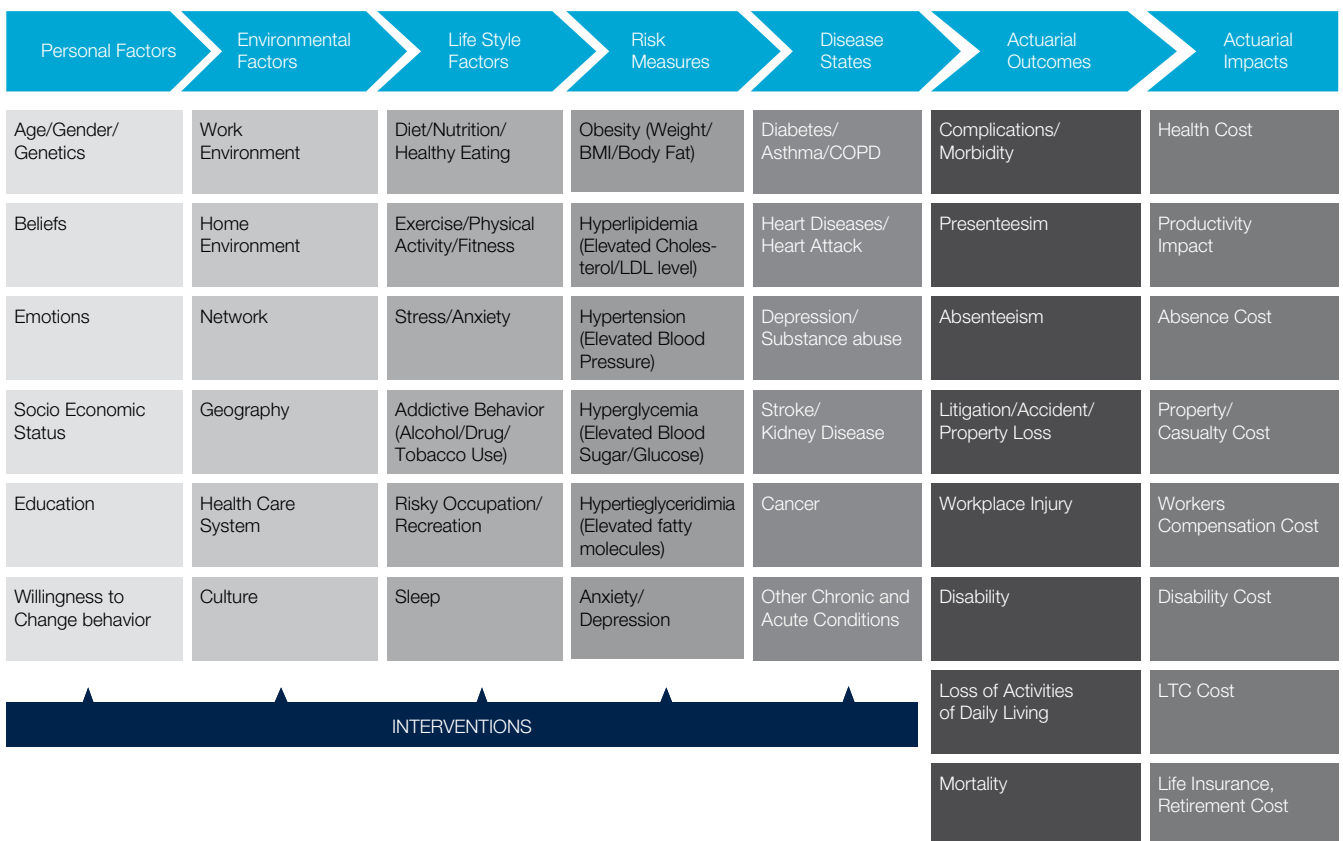 Personal Factors
Environmental
Factors
Life Style
Factors
Risk
Measures
Disease
States
Actuarial
Outcomes
Actuarial
Impacts
Age/Gender/
Genetics
Work
Environment
Diet/Nutrition/
Healthy Eating
Obesity (Weight/
BMI/Body Fat)
Diabetes/
Asthma/COPD
Complications/
Morbidity
Health Cost
Beliefs
Home
Environment
Exercise/Physical
Activity/Fitness
Hyperlipidemia
(Elevated Choles-
terol/LDL level)
Heart Diseases/
Heart Attack
Presenteesim
Productivity
Impact
Emotions
Network
Stress/Anxiety
Hypertension
(Elevated Blood
Pressure)
Depression/
Substance abuse
Absenteeism
Absence Cost
Socio Economic
Status
Geography
Addictive Behavior
(Alcohol/Drug/
Tobacco Use)
Hyperglycemia
(Elevated Blood
Sugar/Glucose)
Stroke/
Kidney Disease
Litigation/Accident/
Property Loss
Property/
Casualty Cost
Education
Health Care
System
Risky Occupation/
Recreation
Hypertieglyceridimia
(Elevated fatty
molecules)
Cancer
Workplace Injury
Workers
Compensation Cost
Willingness to
Change behavior
Culture
Sleep
Anxiety/
Depression
Other Chronic and
Acute Conditions
Disability
Disability Cost
INTERVENTIONS
Loss of Activities
of Daily Living
LTC Cost
Mortality
Life Insurance,
Retirement Cost